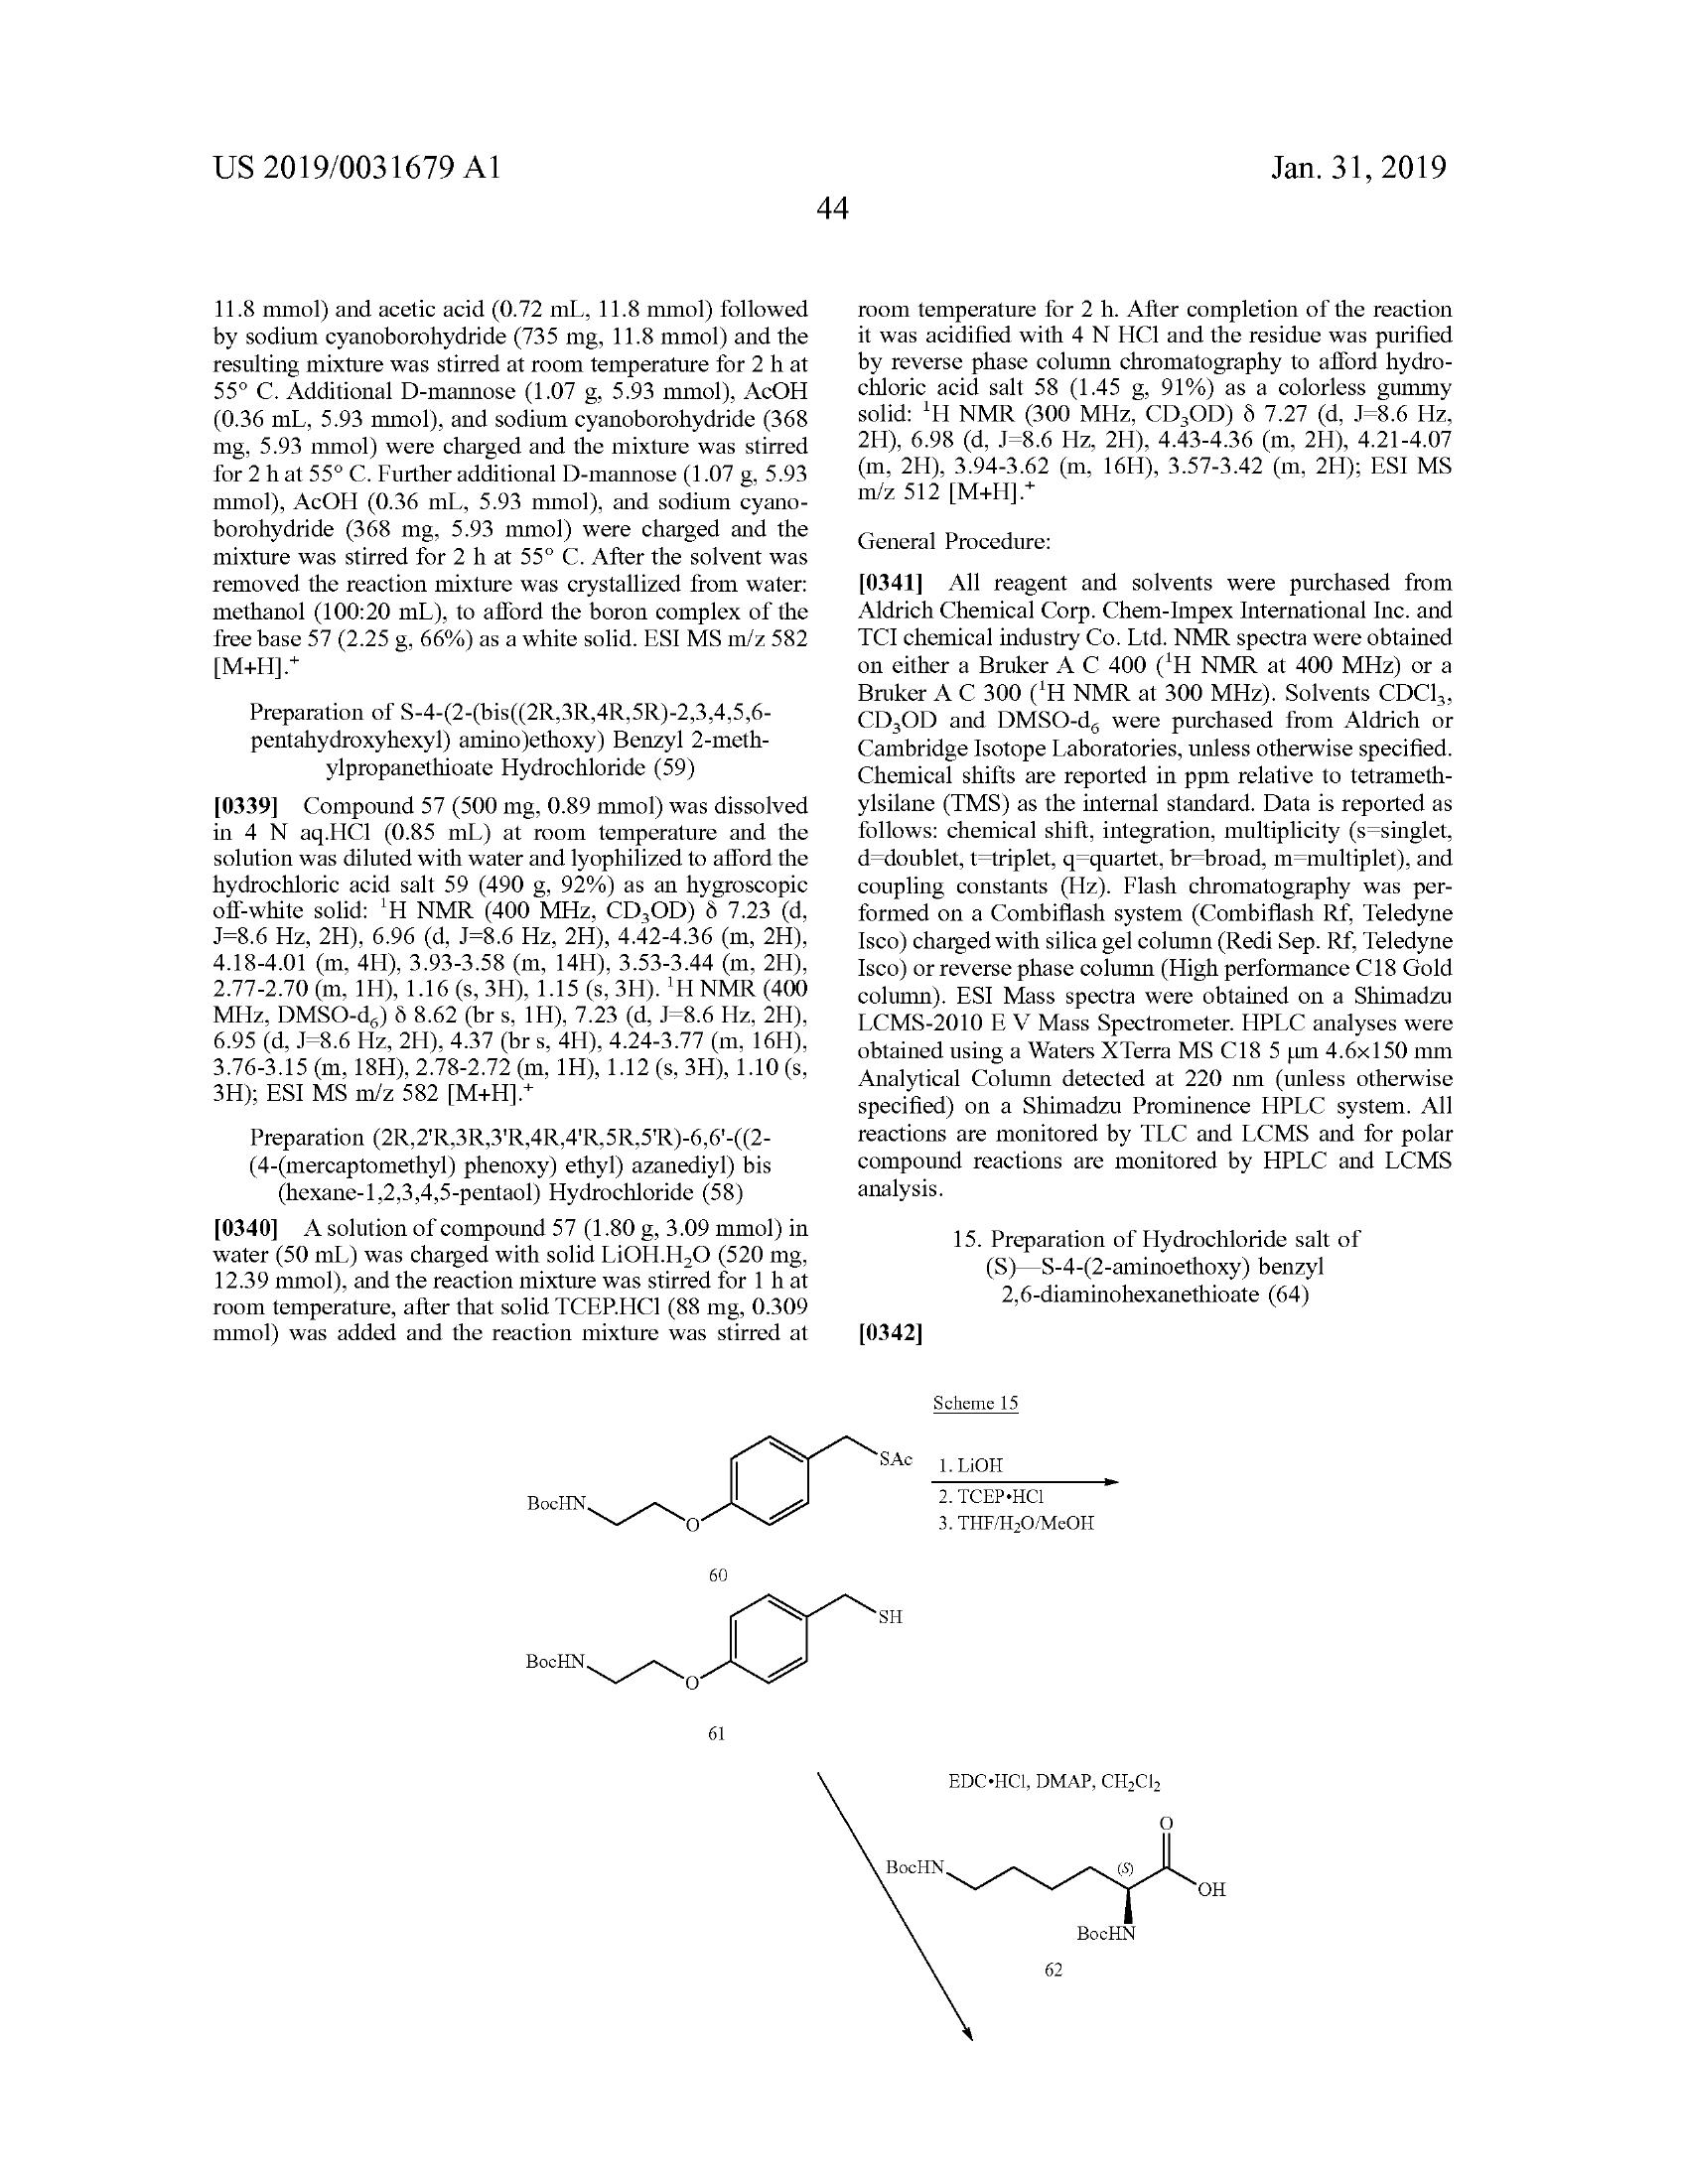 US 2019/0031679 A1
Jan. 31, 2019
44
11.8 mmol) and acetic acid (0.72 mL, 11.8 mmol) followed
by sodium cyanoborohydride (735 mg, 11.8 mmol) and the
resulting mixture was stirred at room temperature for 2 h at
55° C. Additional D-mannose (1.07 g, 5.93 mmol), AcOH
(0.36 mL, 5.93 mmol), and sodium cyanoborohydride (368
mg, 5.93 mmol) were charged and the mixture was stirred
for 2 h at 55° C. Further additional D-mannose (1.07 g, 5.93
mmol), AcOH (0.36 mL, 5.93 mmol), and sodium cyano-
borohydride (368 mg, 5.93 mmol) were charged and the
mixture was stirred for 2 h at 55° C. After the solvent was
removed the reaction mixture was crystallized from water:
methanol (100:20 mL), to afford the boron complex of the
free base 57 (2.25 g, 66%) as a white solid. ESI MS m/z 582
[M+H].⁺
Preparation of S-4-(2-(bis((2R,3R,4R,5R)-2,3,4,5,6-
pentahydroxyhexyl) amino)ethoxy) Benzyl 2-meth-
ylpropanethioate Hydrochloride (59)
[0339] Compound 57 (500 mg, 0.89 mmol) was dissolved
in 4 N aq.HCl (0.85 mL) at room temperature and the
solution was diluted with water and lyophilized to afford the
hydrochloric acid salt 59 (490 g, 92%) as an hygroscopic
off-white solid: ¹H NMR (400 MHz, CD₃OD) δ 7.23 (d,
J=8.6 Hz, 2H), 6.96 (d, J=8.6 Hz, 2H), 4.42-4.36 (m, 2H),
4.18-4.01 (m, 4H), 3.93-3.58 (m, 14H), 3.53-3.44 (m, 2H),
2.77-2.70 (m, 1H), 1.16 (s, 3H), 1.15 (s, 3H). ¹H NMR (400
MHz, DMSO-d₆) δ 8.62 (br s, 1H), 7.23 (d, J=8.6 Hz, 2H),
6.95 (d, J=8.6 Hz, 2H), 4.37 (br s, 4H), 4.24-3.77 (m, 16H),
3.76-3.15 (m, 18H), 2.78-2.72 (m, 1H), 1.12 (s, 3H), 1.10 (s,
3H); ESI MS m/z 582 [M+H].⁺
Preparation (2R,2'R,3R,3'R,4R,4'R,5R,5'R)-6,6'-((2-
(4-(mercaptomethyl) phenoxy) ethyl) azanediyl) bis
(hexane-1,2,3,4,5-pentaol) Hydrochloride (58)
[0340] A solution of compound 57 (1.80 g, 3.09 mmol) in
water (50 mL) was charged with solid LiOH.H₂O (520 mg,
12.39 mmol), and the reaction mixture was stirred for 1 h at
room temperature, after that solid TCEP.HCl (88 mg, 0.309
mmol) was added and the reaction mixture was stirred at
room temperature for 2 h. After completion of the reaction
it was acidified with 4 N HCl and the residue was purified
by reverse phase column chromatography to afford hydro-
chloric acid salt 58 (1.45 g, 91%) as a colorless gummy
solid: ¹H NMR (300 MHz, CD₃OD) δ 7.27 (d, J=8.6 Hz,
2H), 6.98 (d, J=8.6 Hz, 2H), 4.43-4.36 (m, 2H), 4.21-4.07
(m, 2H), 3.94-3.62 (m, 16H), 3.57-3.42 (m, 2H); ESI MS
m/z 512 [M+H].⁺
General Procedure:
[0341] All reagent and solvents were purchased from
Aldrich Chemical Corp. Chem-Impex International Inc. and
TCI chemical industry Co. Ltd. NMR spectra were obtained
on either a Bruker A C 400 (¹H NMR at 400 MHz) or a
Bruker A C 300 (¹H NMR at 300 MHz). Solvents CDCl₃,
CD₃OD and DMSO-d₆ were purchased from Aldrich or
Cambridge Isotope Laboratories, unless otherwise specified.
Chemical shifts are reported in ppm relative to tetrameth-
ylsilane (TMS) as the internal standard. Data is reported as
follows: chemical shift, integration, multiplicity (s=singlet,
d=doublet, t=triplet, q=quartet, br=broad, m=multiplet), and
coupling constants (Hz). Flash chromatography was per-
formed on a Combiflash system (Combiflash Rf, Teledyne
Isco) charged with silica gel column (Redi Sep. Rf, Teledyne
Isco) or reverse phase column (High performance C18 Gold
column). ESI Mass spectra were obtained on a Shimadzu
LCMS-2010 E V Mass Spectrometer. HPLC analyses were
obtained using a Waters XTerra MS C18 5 μm 4.6x150 mm
Analytical Column detected at 220 nm (unless otherwise
specified) on a Shimadzu Prominence HPLC system. All
reactions are monitored by TLC and LCMS and for polar
compound reactions are monitored by HPLC and LCMS
analysis.
15. Preparation of Hydrochloride salt of
(S)—S-4-(2-aminoethoxy) benzyl
2,6-diaminohexanethioate (64)
[0342]
Scheme 15
SAc
BocHN
O
1. LiOH
2. TCEP•HCl
3. THF/H₂O/MeOH
60
SH
BocHN
O
61
EDC•HCl, DMAP, CH₂Cl₂
O
BocHN
(S)
OH
BocHN
62